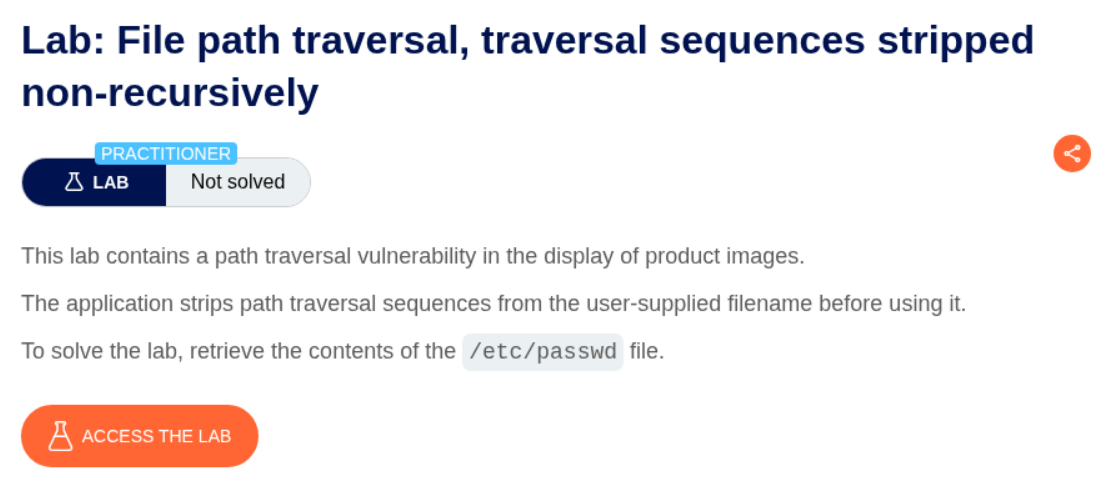 Lab: File path traversal, traversal sequences stripped
non-recursively
PRACTITIONER
LAB Not solved
This lab contains a path traversal vulnerability in the display of product images.
The application strips path traversal sequences from the user-supplied filename before using it.
To solve the lab, retrieve the contents of the /etc/passwd file.
ACCESS THE LAB